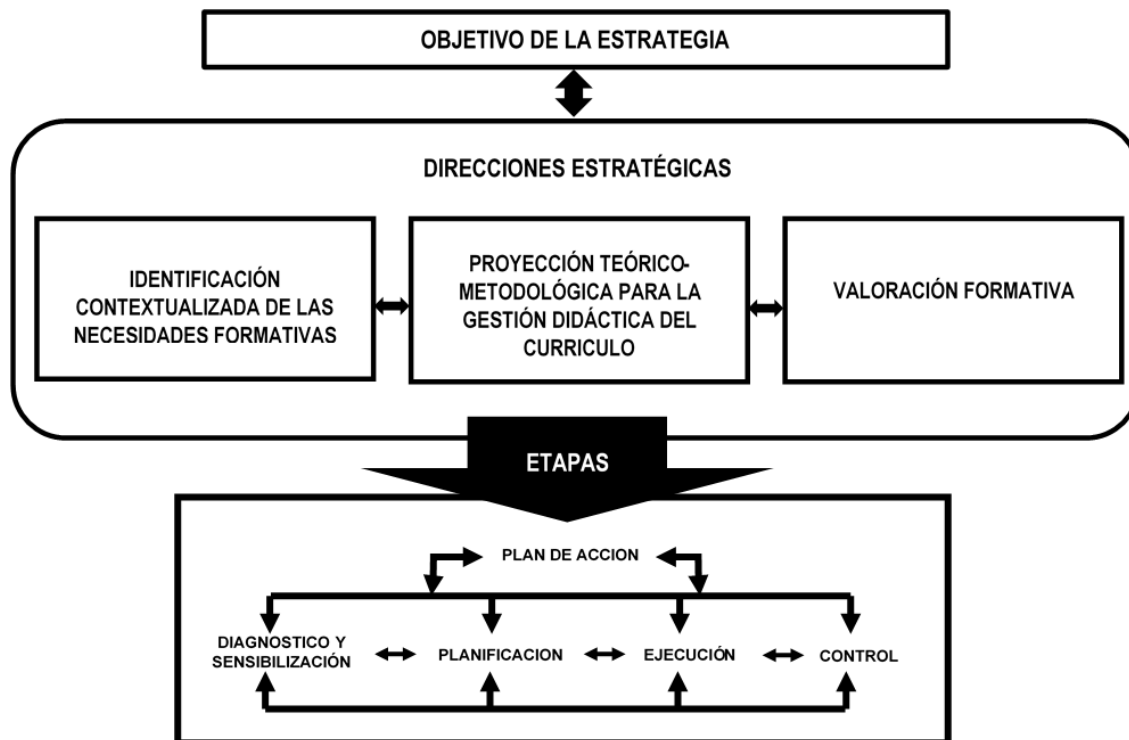 OBJETIVO DE LA ESTRATEGIA
DIRECCIONES ESTRATÉGICAS
IDENTIFICACIÓN
CONTEXTUALIZADA DE LAS
NECESIDADES FORMATIVAS
PROYECCIÓN TEÓRICO-
METODOLÓGICA PARA LA
GESTIÓN DIDÁCTICA DEL
CURRICULO
VALORACIÓN FORMATIVA
ETAPAS
PLAN DE ACCION
DIAGNOSTICO Y
SENSIBILIZACIÓN
PLANIFICACION
EJECUCIÓN
CONTROL